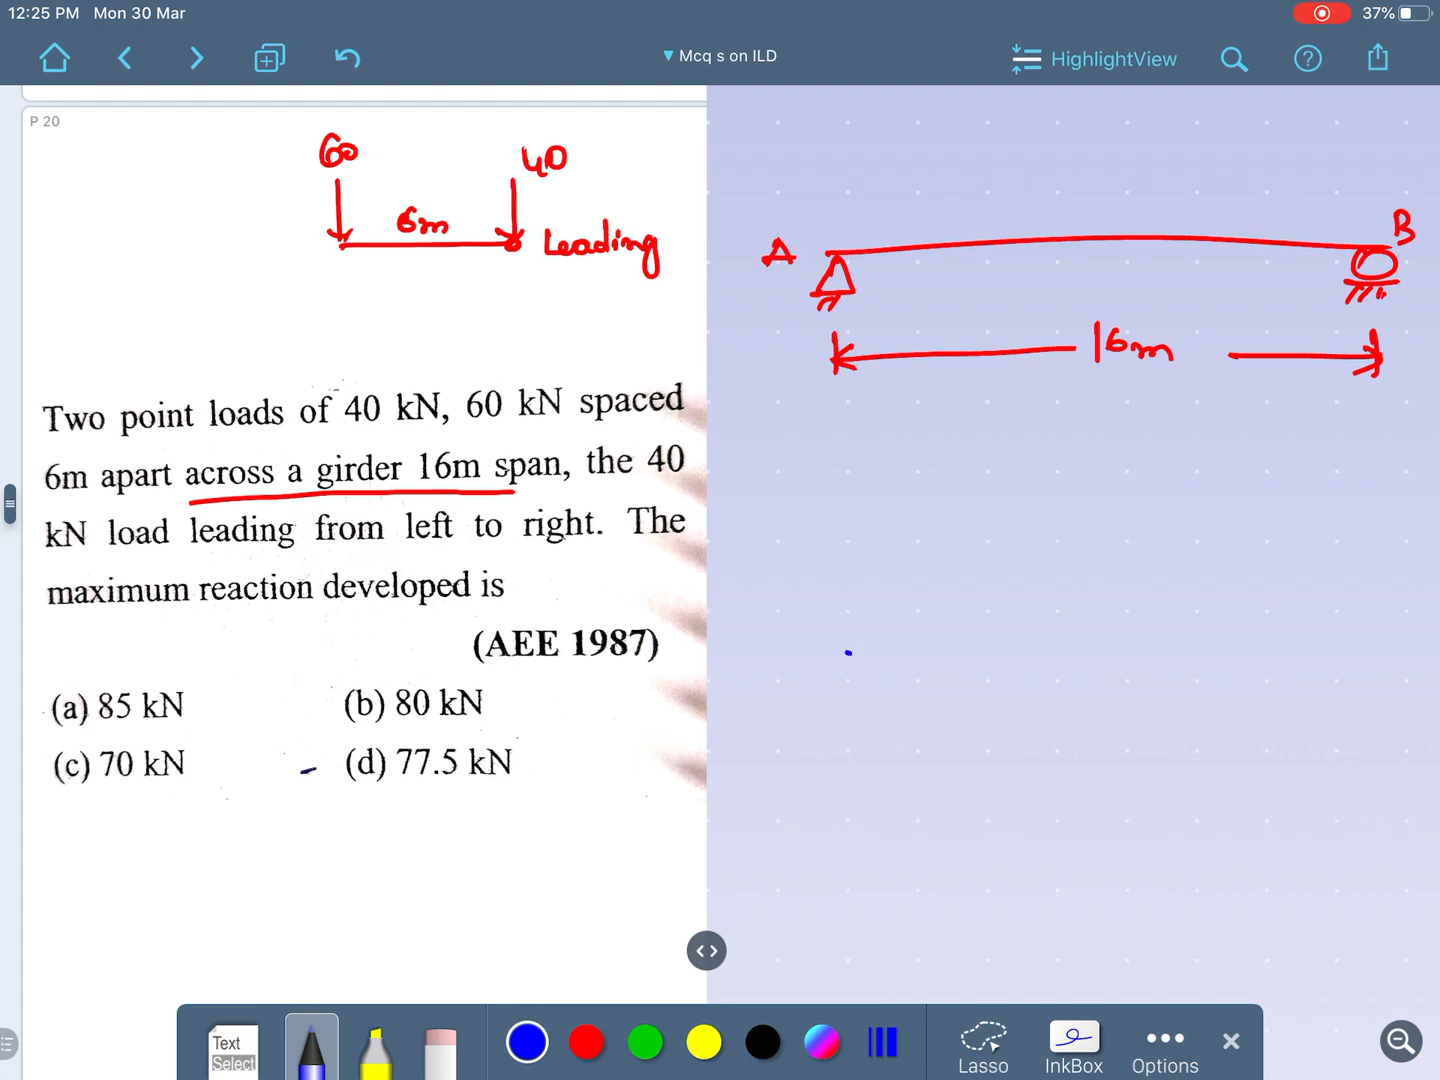 12:25 PM Mon 30 Mar
37%
▼ Mcq s on ILD
HighlightView
P 20
60
40
6m
Leading
A
B
16m
Two point loads of 40 kN, 60 kN spaced
6m apart across a girder 16m span, the 40
kN load leading from left to right. The
maximum reaction developed is
(AEE 1987)
(a) 85 kN (b) 80 kN
(c) 70 kN (d) 77.5 kN
Text
Select
Lasso
InkBox
Options